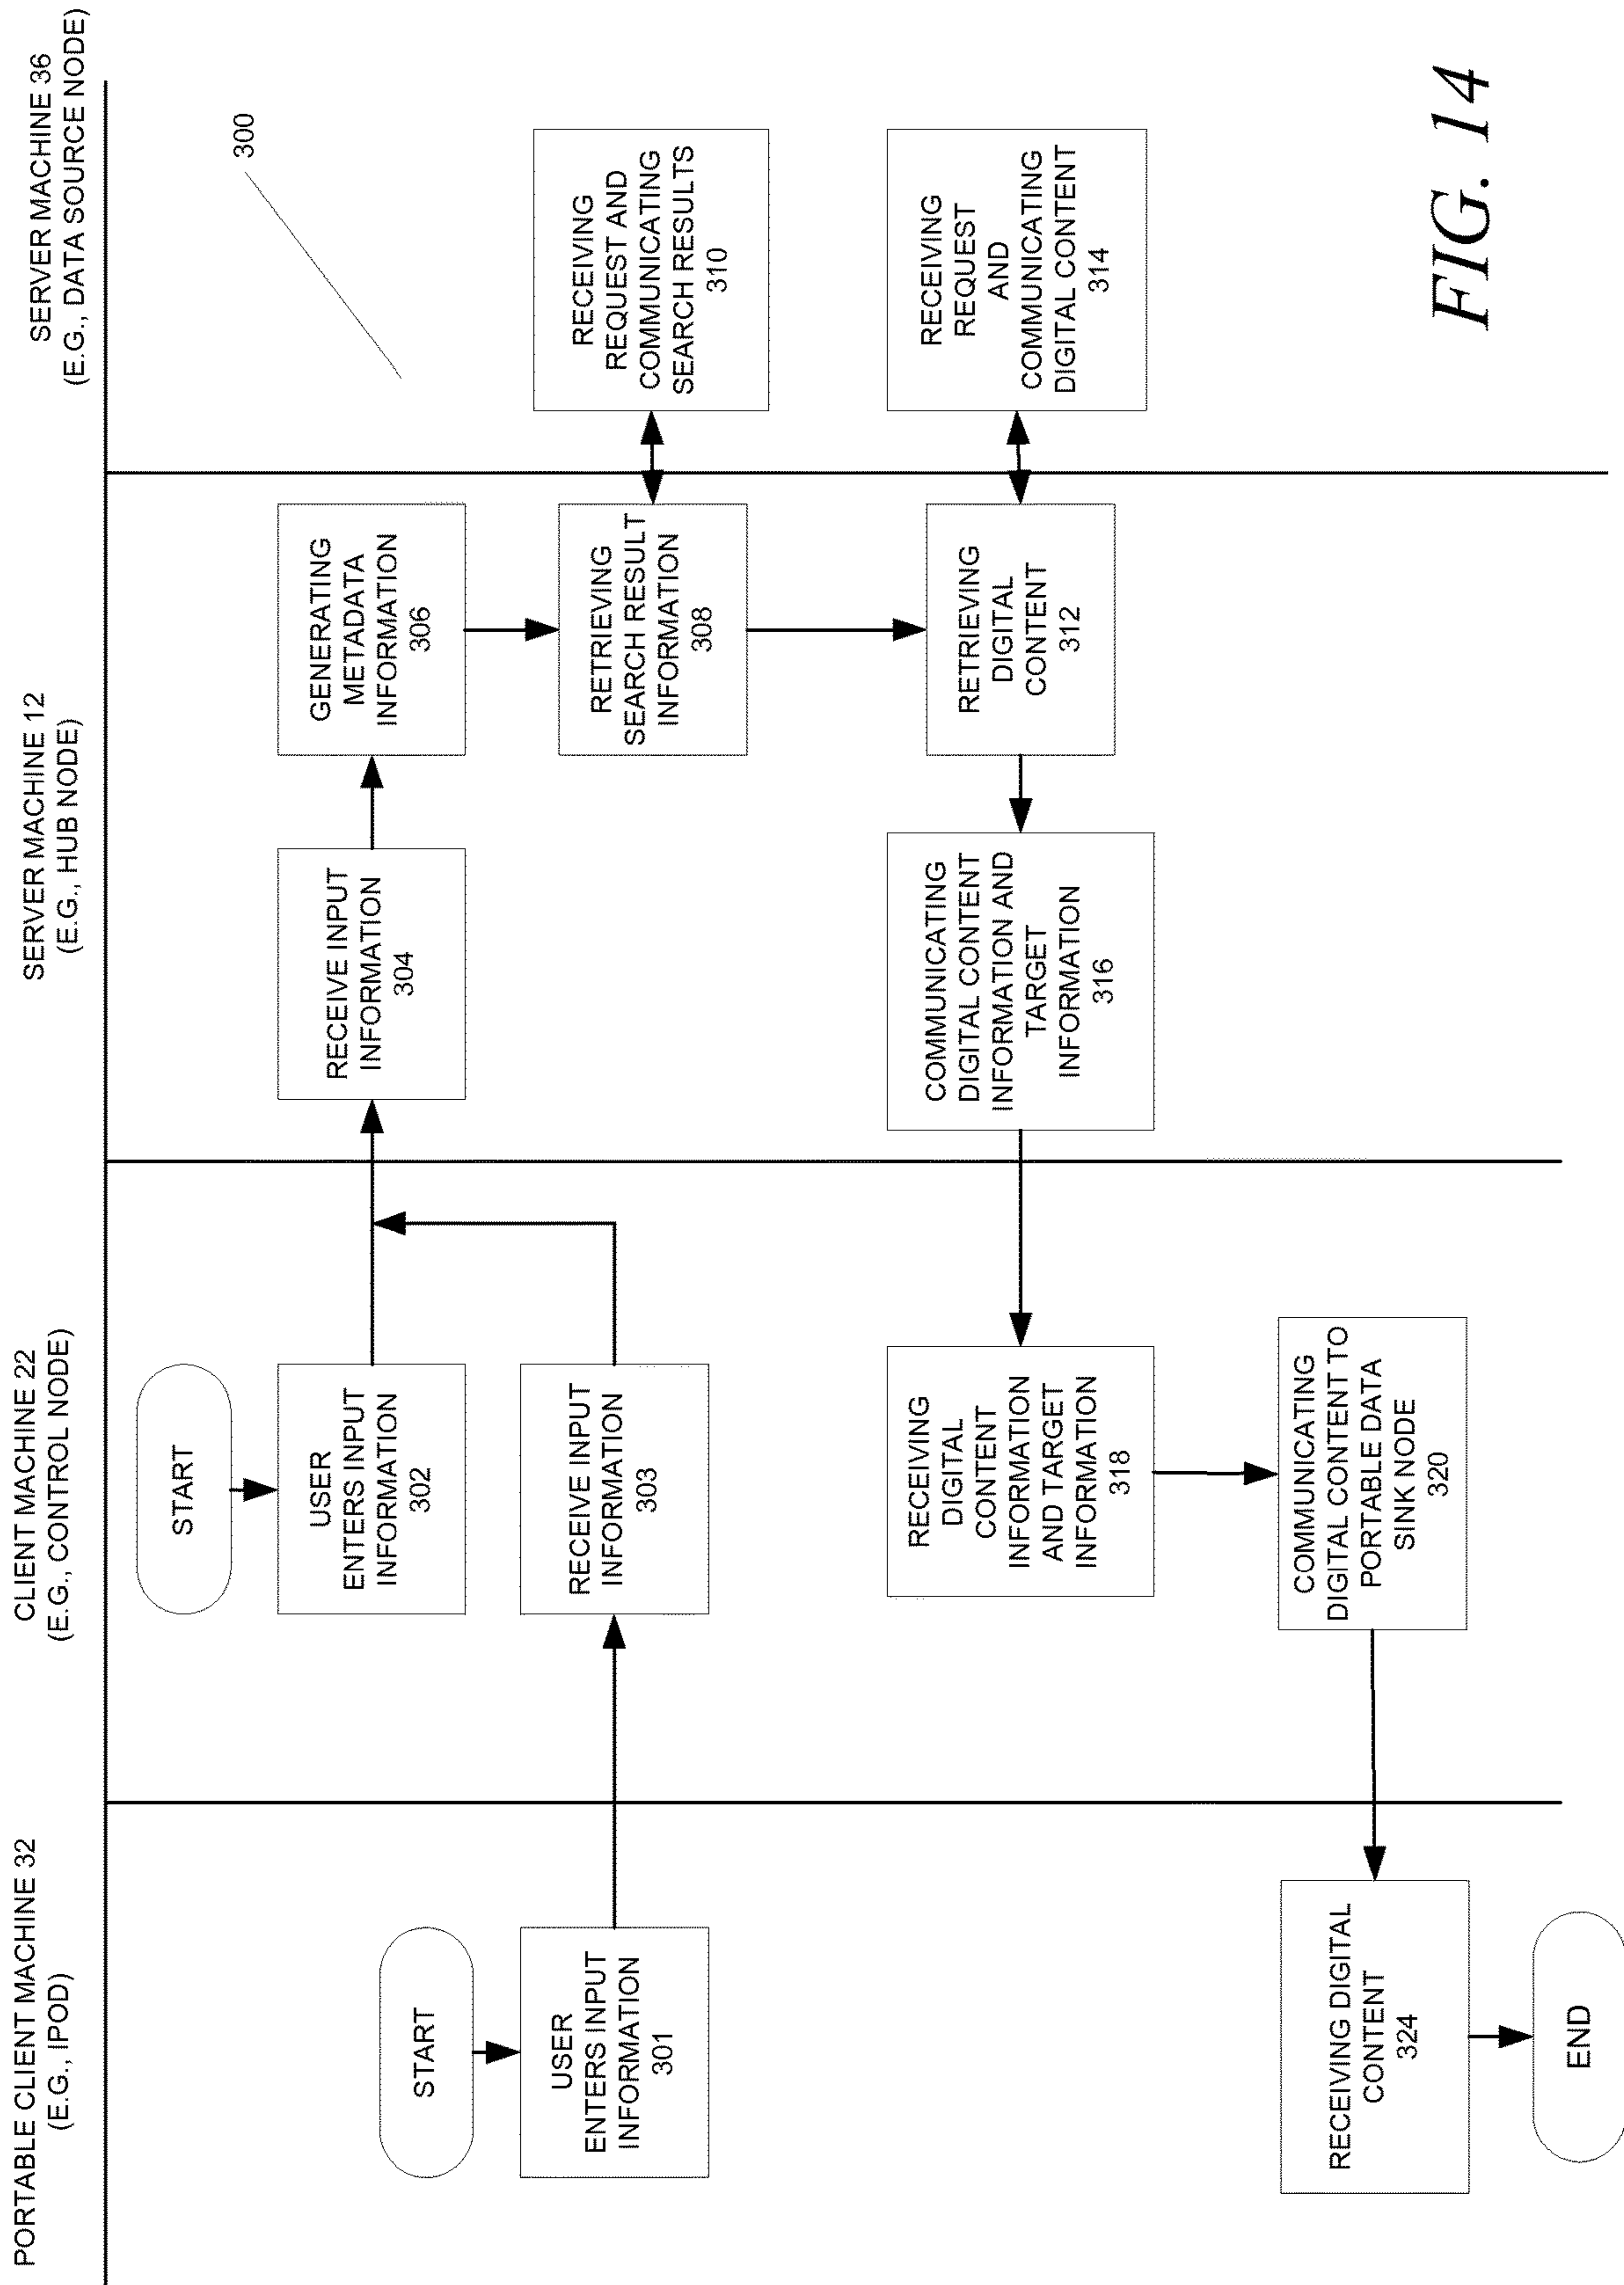 PORTABLE CLIENT MACHINE 32
(E.G., IPOD)
CLIENT MACHINE 22
(E.G., CONTROL NODE)
SERVER MACHINE 12
(E.G., HUB NODE)
SERVER MACHINE 36
(E.G., DATA SOURCE NODE)
300
START
START
USER
ENTERS INPUT
INFORMATION
301
USER
ENTERS INPUT
INFORMATION
302
RECEIVE INPUT
INFORMATION
303
RECEIVE INPUT
INFORMATION
304
GENERATING
METADATA
INFORMATION
306
RETRIEVING
SEARCH RESULT
INFORMATION
308
RECEIVING
REQUEST AND
COMMUNICATING
SEARCH RESULTS
310
RETRIEVING
DIGITAL
CONTENT
312
RECEIVING
REQUEST
AND
COMMUNICATING
DIGITAL CONTENT
314
COMMUNICATING
DIGITAL CONTENT
INFORMATION AND
TARGET
INFORMATION
316
RECEIVING
DIGITAL
CONTENT
INFORMATION
AND TARGET
INFORMATION
318
COMMUNICATING
DIGITAL CONTENT TO
PORTABLE DATA
SINK NODE
320
RECEIVING DIGITAL
CONTENT
324
END
FIG. 14